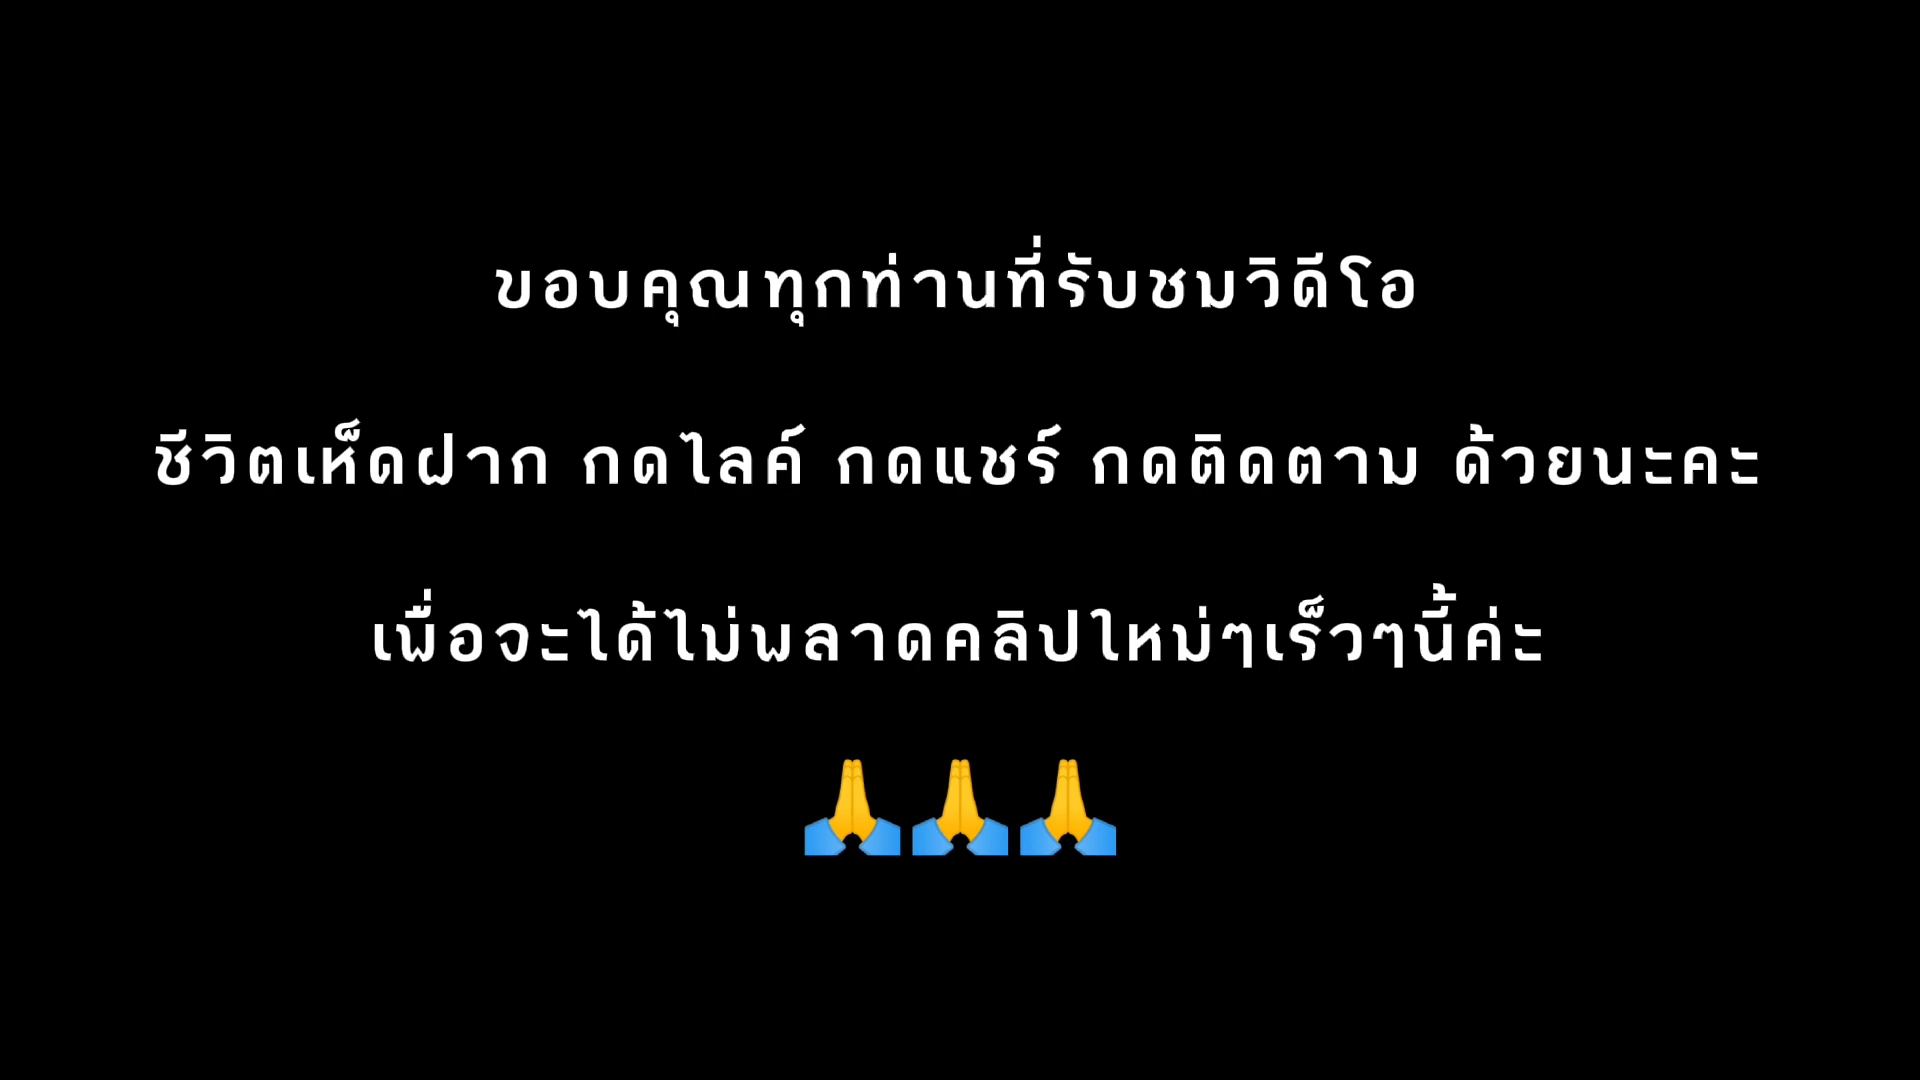 ขอบคุณทุกท่านที่รับชมวิดีโอ
ชีวิตเห็ดฝาก กดไลค์ กดแชร์ กดติดตาม ด้วยนะคะ
เพื่อจะได้ไม่พลาดคลิปใหม่ๆเร็วๆนี้ค่ะ
🙏🙏🙏